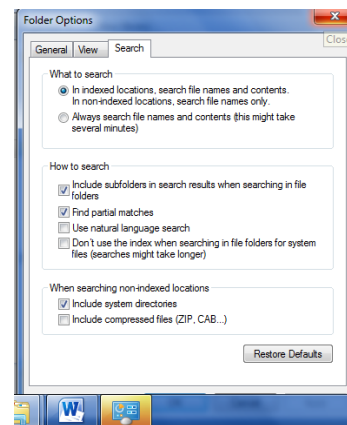 Folder Options
Clos
General View Search
What to search
In indexed locations, search file names and contents.
In non-indexed locations, search file names only.
Always search file names and contents (this might take
several minutes)
How to search
Include subfolders in search results when searching in file
folders
Find partial matches
Use natural language search
Don't use the index when searching in file folders for system
files (searches might take longer)
When searching non-indexed locations
Include system directories
Include compressed files (ZIP, CAB...)
Restore Defaults
W